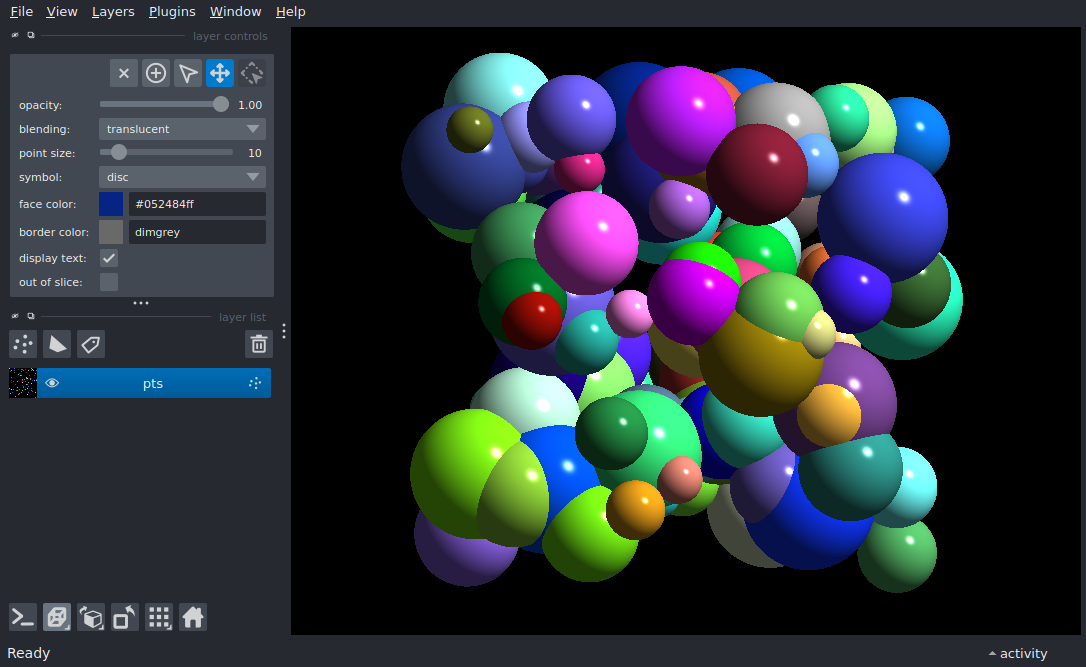 File View Layers Plugins Window Help
layer controls
opacity: 1.00
blending: translucent
point size: 10
symbol: disc
face color: #052484ff
border color: dimgrey
display text:
out of slice:
layer list
pts
Ready
activity